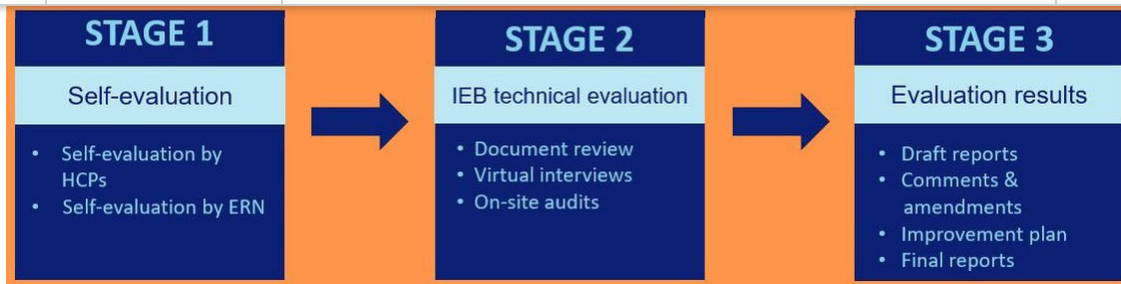 STAGE 1
Self-evaluation
• Self-evaluation by
HCPs
• Self-evaluation by ERN
STAGE 2
IEB technical evaluation
• Document review
• Virtual interviews
• On-site audits
STAGE 3
Evaluation results
• Draft reports
• Comments &
amendments
• Improvement plan
• Final reports